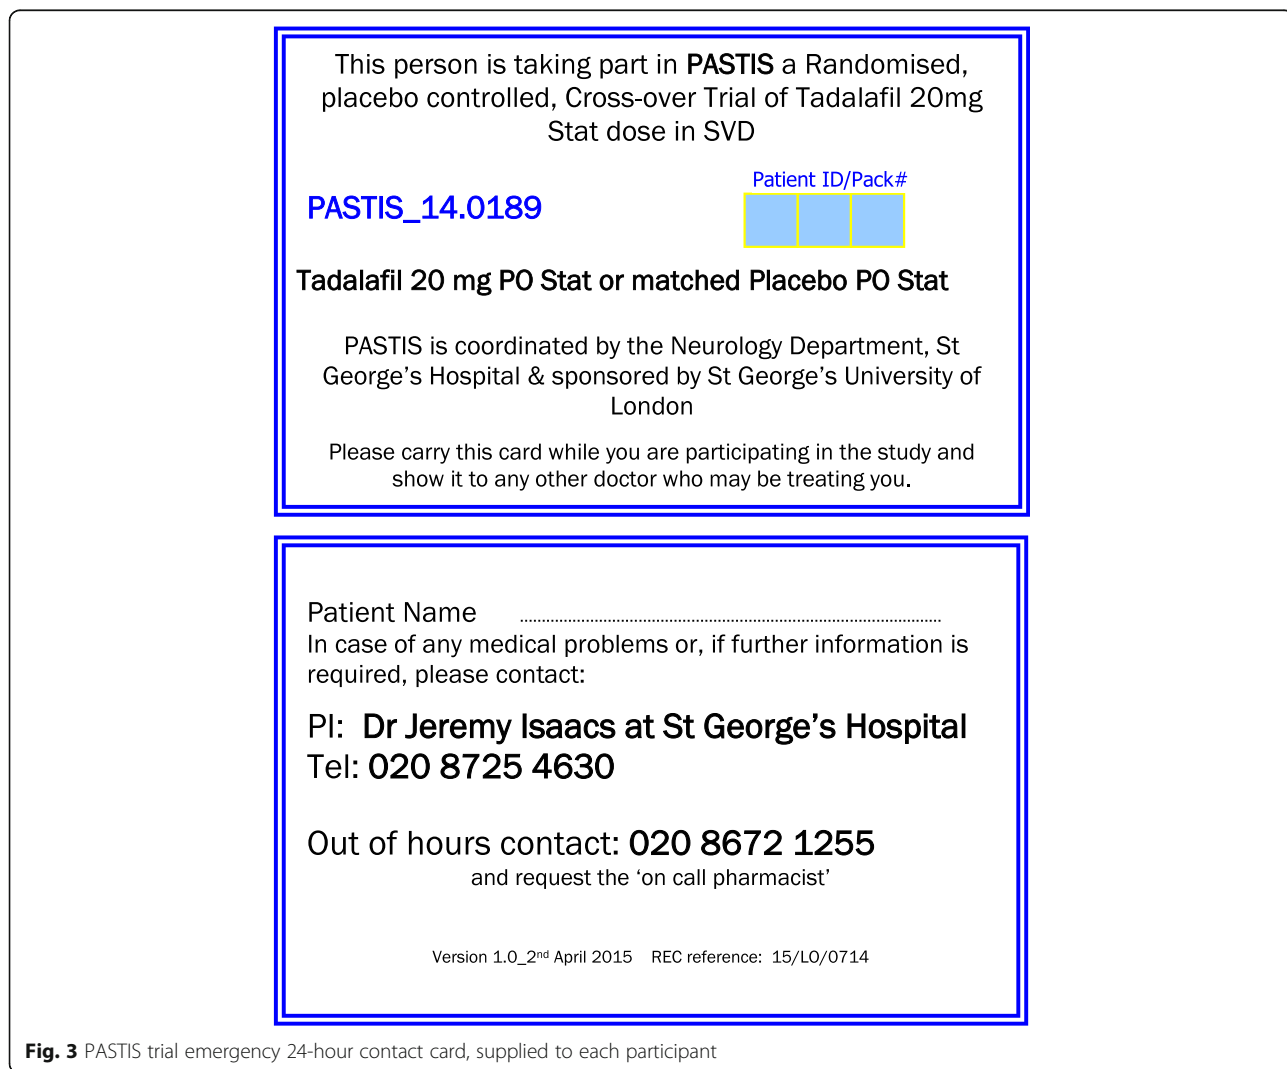 This person is taking part in PASTIS a Randomised,
placebo controlled, Cross-over Trial of Tadalafil 20mg
Stat dose in SVD
Patient ID/Pack#
PASTIS_14.0189
Tadalafil 20 mg PO Stat or matched Placebo PO Stat
PASTIS is coordinated by the Neurology Department, St
George’s Hospital & sponsored by St George’s University of
London
Please carry this card while you are participating in the study and
show it to any other doctor who may be treating you.
Patient Name ........................................................................................
In case of any medical problems or, if further information is
required, please contact:
PI: Dr Jeremy Isaacs at St George’s Hospital
Tel: 020 8725 4630
Out of hours contact: 020 8672 1255
and request the ‘on call pharmacist’
Version 1.0_2nd April 2015 REC reference: 15/LO/0714
Fig. 3 PASTIS trial emergency 24-hour contact card, supplied to each participant